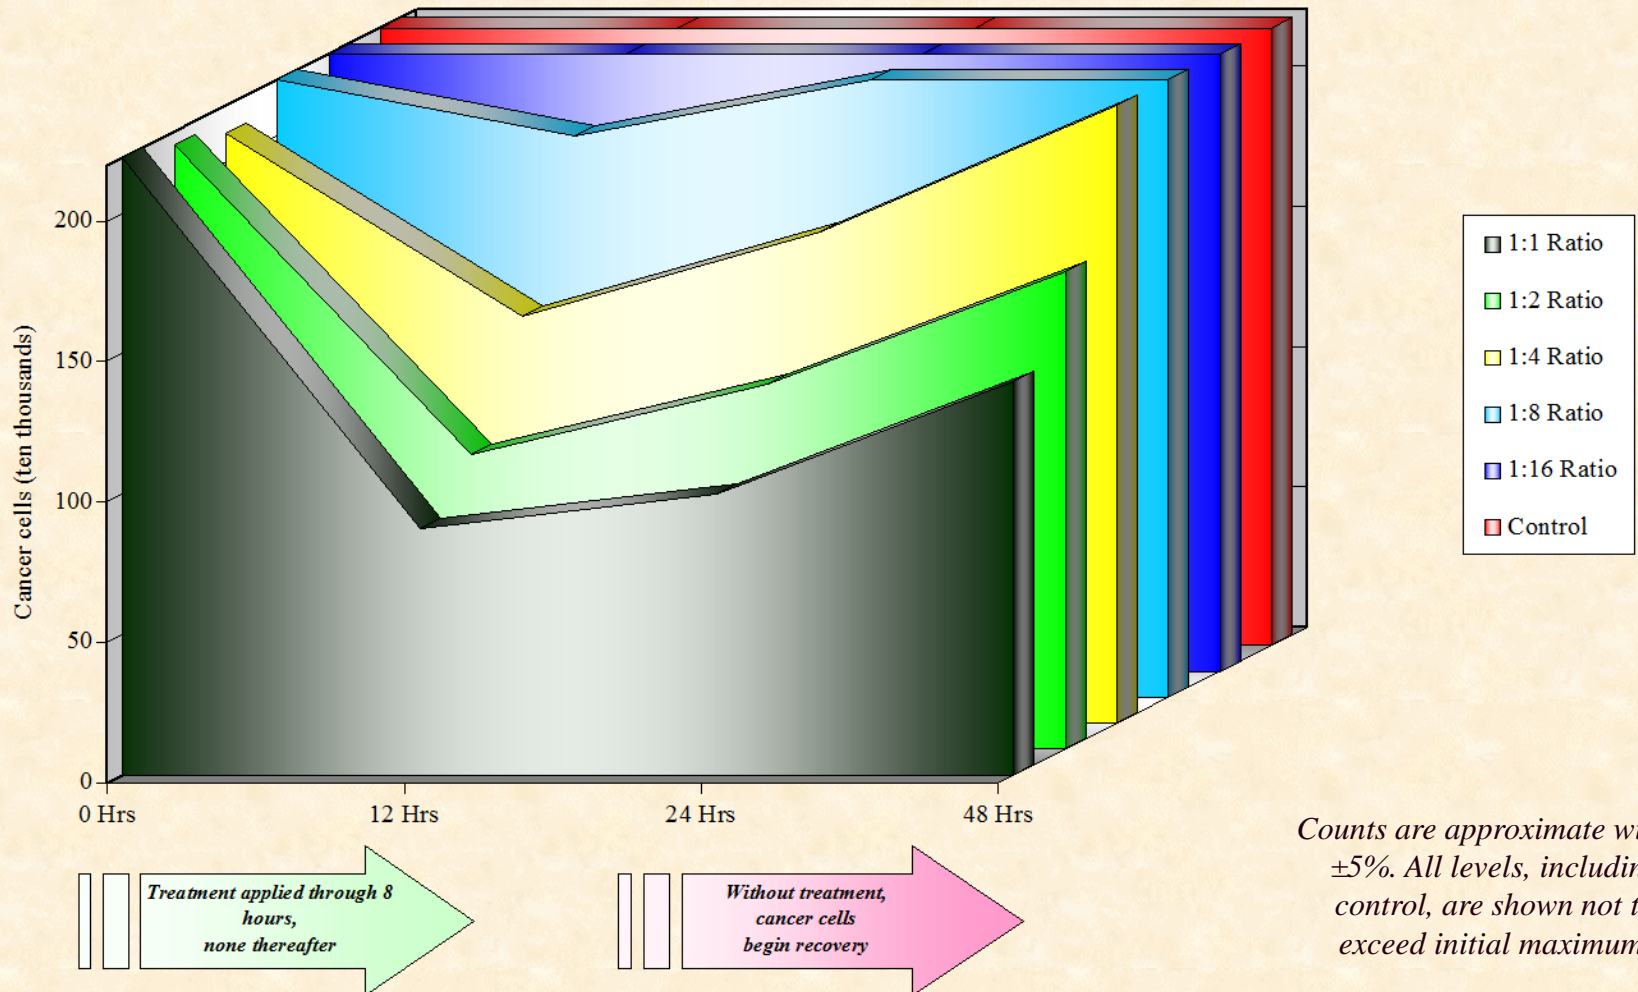 Cancer cells (ten thousands)
200
150
100
50
0
0 Hrs
12 Hrs
24 Hrs
48 Hrs
1:1 Ratio
1:2 Ratio
1:4 Ratio
1:8 Ratio
1:16 Ratio
Control
Treatment applied through 8
hours,
none thereafter
Without treatment,
cancer cells
begin recovery
Counts are approximate
±5%. All levels,
control, are shown not
exceed initial